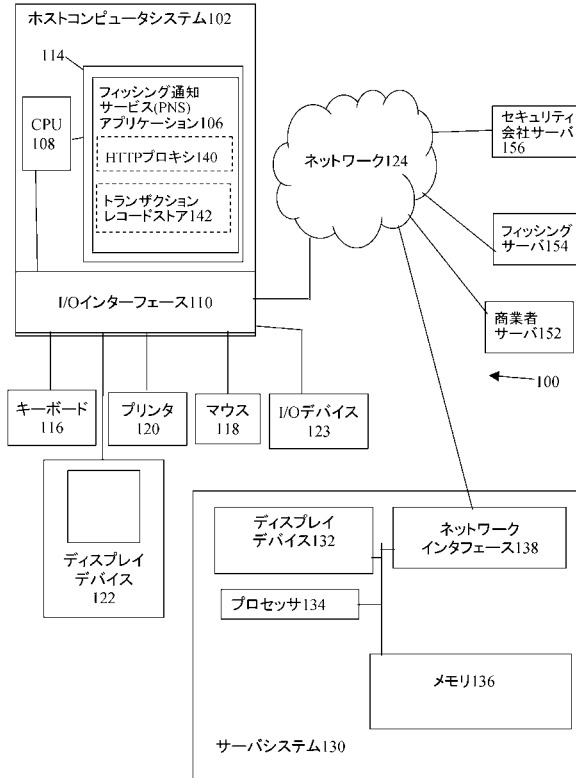 ホストコンピュータシステム102
114
フィッシング通知
サービス(PNS)
アプリケーション106
CPU
108
HTTPプロキシ140
トランザクション
レコードストア142
I/Oインターフェース110
ネットワーク124
セキュリティ
会社サーバ
156
フィッシング
サーバ154
商業者
サーバ152
100
キーボード
116
プリンタ
120
マウス
118
I/Oデバイス
123
ディスプレイ
デバイス
122
ディスプレイ
デバイス132
ネットワーク
インタフェース138
プロセッサ134
メモリ136
サーバシステム130